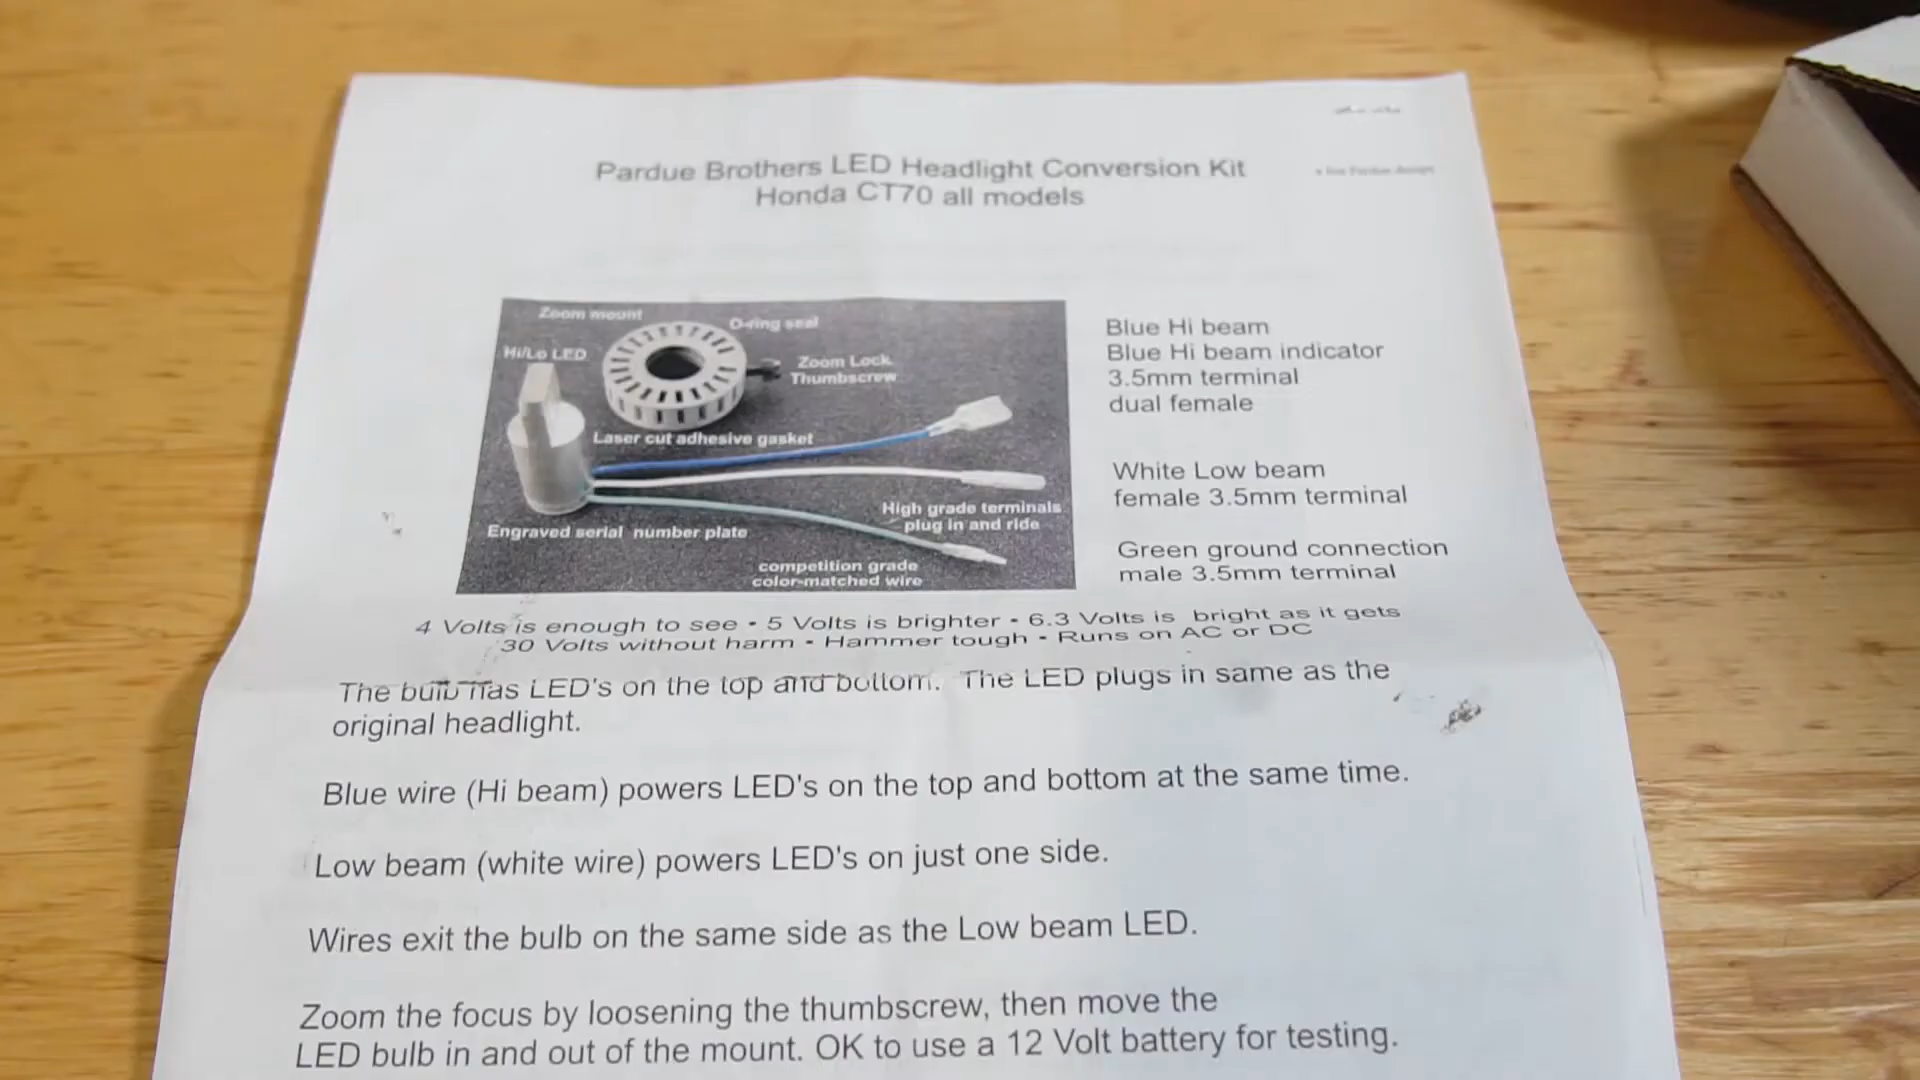 Pardue Brothers LED Headlight Conversion Kit
Honda CT70 all models
Zoom mount
O-ring seal
Hi/Lo LED
Zoom Lock
Thumbscrew
Laser cut adhesive gasket
High grade terminals
plug in and ride
Engraved serial number plate
competition grade
color-matched wire
Blue Hi beam
Blue Hi beam indicator
3.5mm terminal
dual female
White Low beam
female 3.5mm terminal
Green ground connection
male 3.5mm terminal
4 Volts is enough to see • 5 Volts is brighter • 6.3 Volts is bright as it gets
30 Volts without harm • Hammer tough • Runs on AC or DC
The bulb has LED's on the top and bottom. The LED plugs in same as the
original headlight.
Blue wire (Hi beam) powers LED's on the top and bottom at the same time.
Low beam (white wire) powers LED's on just one side.
Wires exit the bulb on the same side as the Low beam LED.
Zoom the focus by loosening the thumbscrew, then move the
LED bulb in and out of the mount. OK to use a 12 Volt battery for testing.